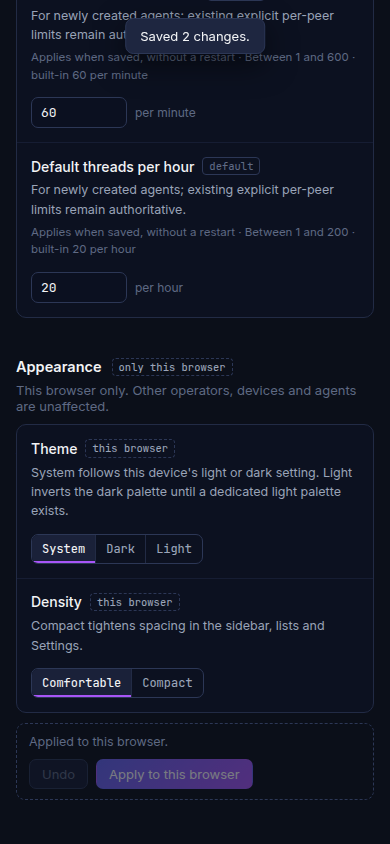 For newly created agents; existing explicit per-peer
limits remain aut
Saved 2 changes.
Applies when saved, without a restart · Between 1 and 600 ·
built-in 60 per minute
60 per minute
Default threads per hour default
For newly created agents; existing explicit per-peer
limits remain authoritative.
Applies when saved, without a restart · Between 1 and 200 ·
built-in 20 per hour
20 per hour
Appearance only this browser
This browser only. Other operators, devices and agents
are unaffected.
Theme this browser
System follows this device's light or dark setting. Light
inverts the dark palette until a dedicated light palette
exists.
System Dark Light
Density this browser
Compact tightens spacing in the sidebar, lists and
Settings.
Comfortable Compact
Applied to this browser.
Undo Apply to this browser